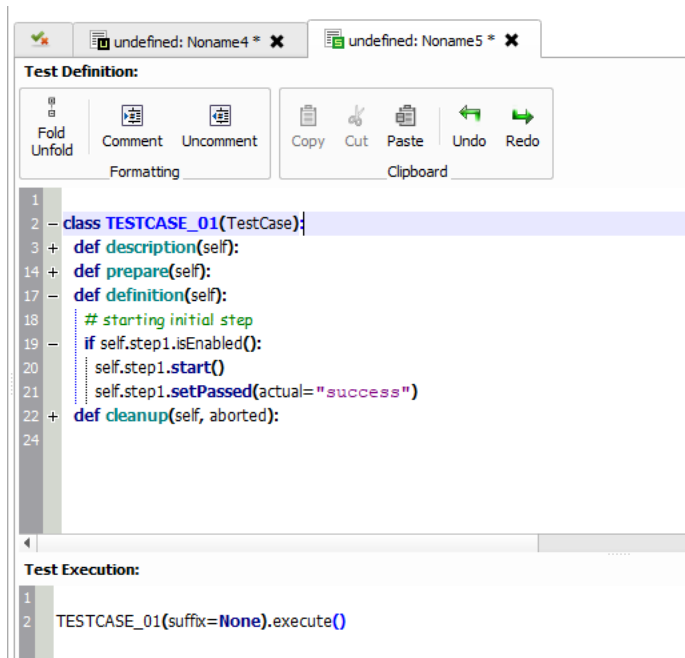 undefined: Noname4 *
undefined: Noname5 *
Test Definition:
Fold Unfold
Comment
Uncomment
Formatting
Copy
Cut
Paste
Undo
Redo
Clipboard
1
2 class TESTCASE_01(TestCase):
3 def description(self):
14 def prepare(self):
17 def definition(self):
18 # starting initial step
19 if self.step1.isEnabled():
20 self.step1.start()
21 self.step1.setPassed(actual="success")
22 def cleanup(self, aborted):
24
Test Execution:
1
2 TESTCASE_01(suffix=None).execute()